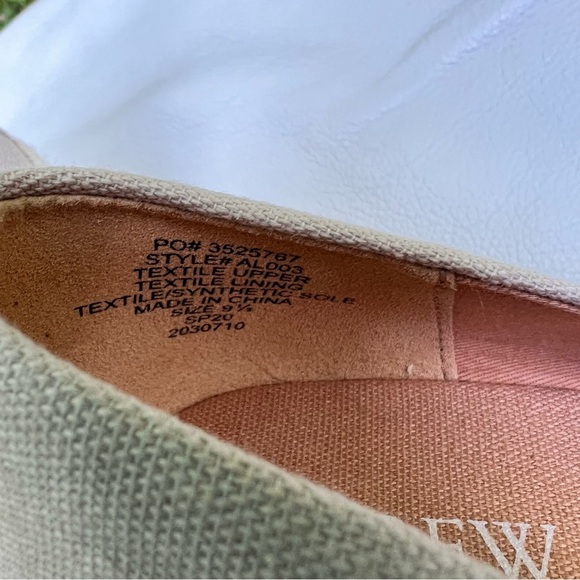 PO# 3525767
STYLE# AL003
TEXTILE UPPER
TEXTILE LINING
TEXTILE/SYNTHETIC SOLE
MADE IN CHINA
SIZE 9½
SP20
2030710
EW